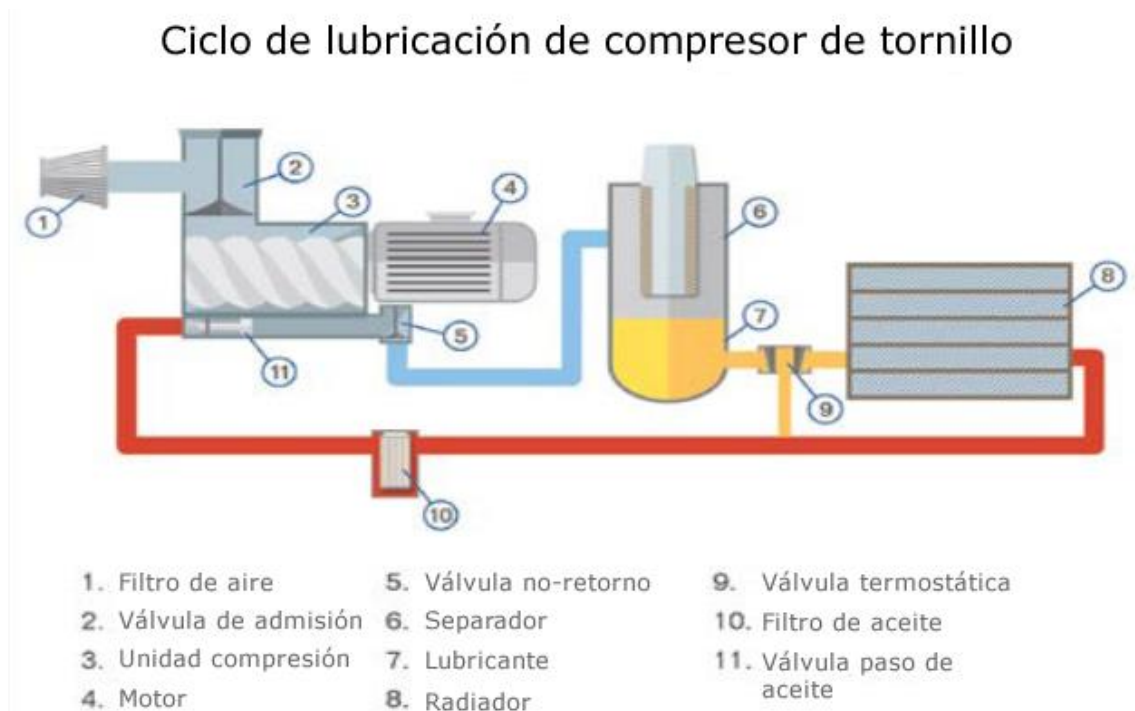 Ciclo de lubricación de compresor de tornillo
1
2
3
4
5
6
7
8
9
10
11
1. Filtro de aire
2. Válvula de admisión
3. Unidad compresión
4. Motor
5. Válvula no-retorno
6. Separador
7. Lubricante
8. Radiador
9. Válvula termostática
10. Filtro de aceite
11. Válvula paso de
aceite